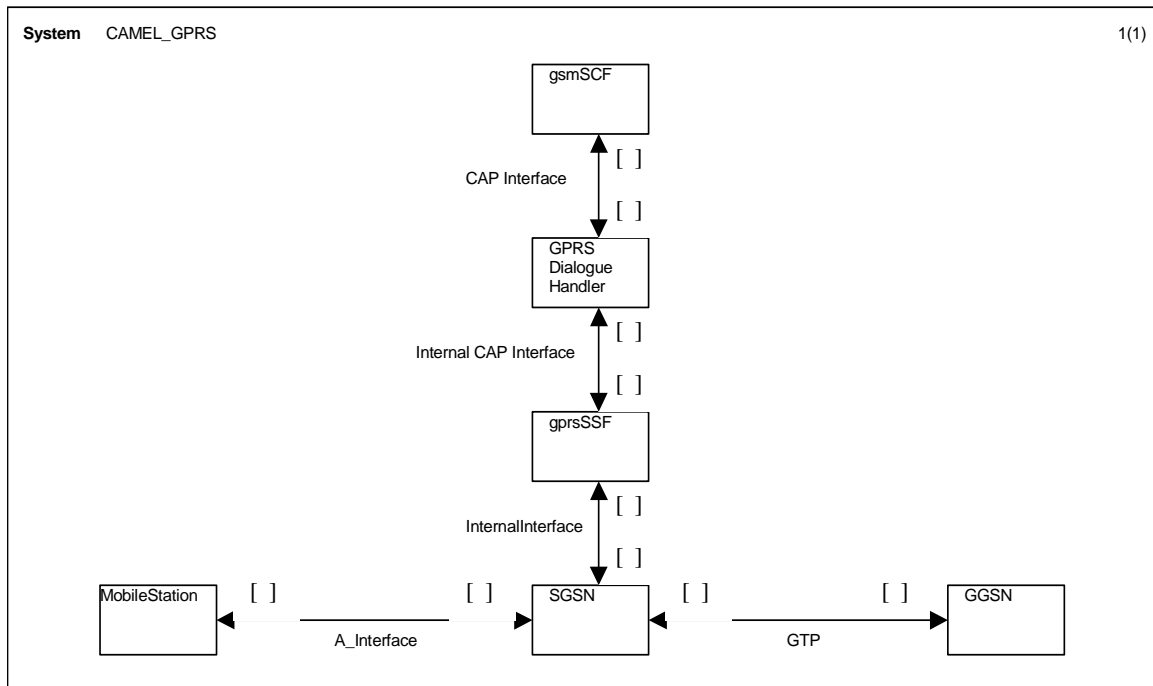 System CAMEL_GPRS 1(1)
gsmSCF
[ ]
CAP Interface
[ ]
GPRS
Dialogue
Handler
[ ]
Internal CAP Interface
[ ]
gprsSSF
[ ]
InternalInterface
[ ]
MobileStation [ ] [ ] SGSN [ ] [ ] GGSN
A_Interface GTP